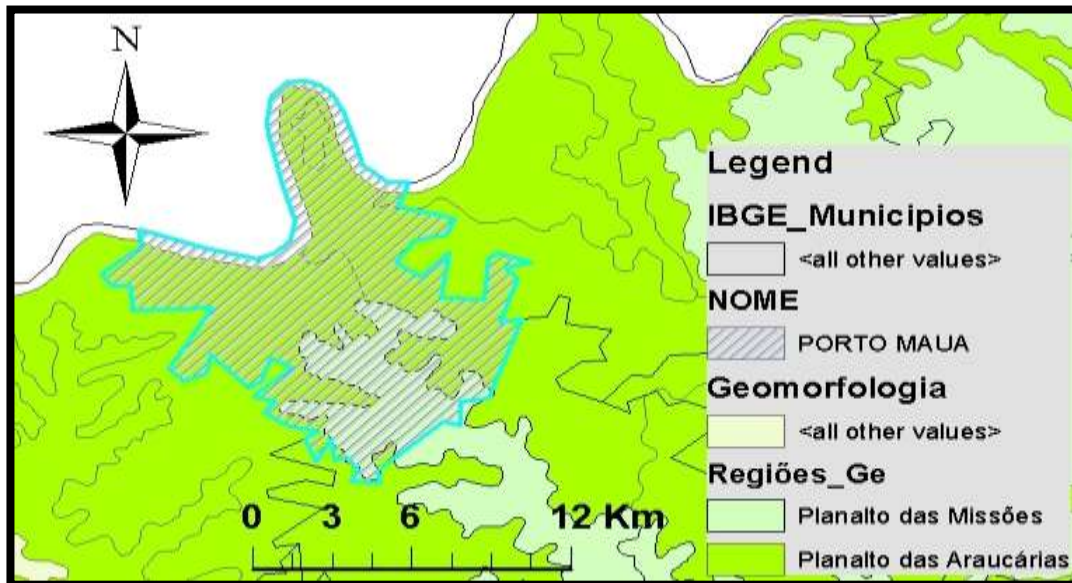 N
Legend
IBGE_Municipios
<all other values>
NOME
PORTO MAUA
Geomorfologia
<all other values>
Regiões_Ge
Planalto das Missões
Planalto das Araucárias
0 3 6 12 Km